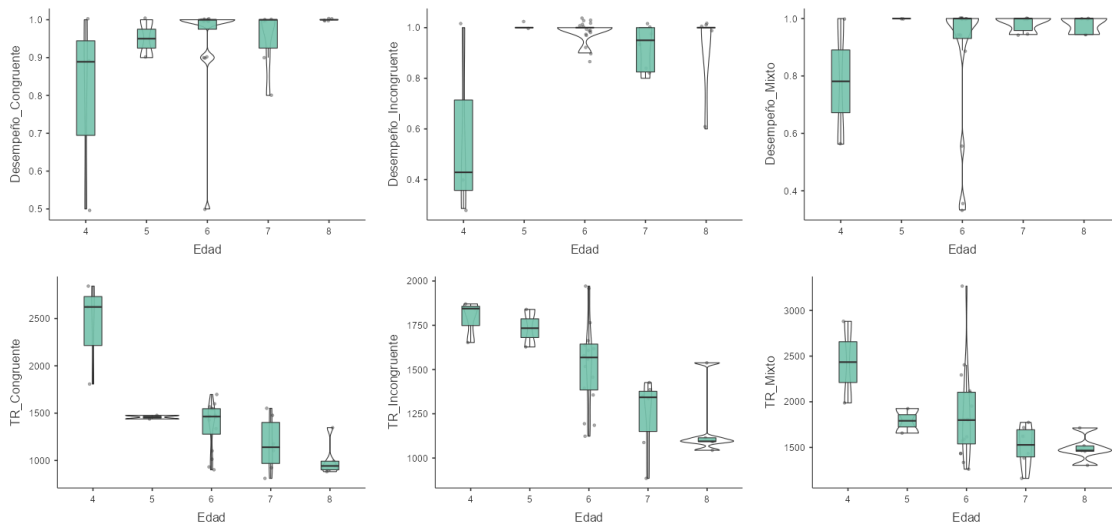 Desempeño_Congruente
1.0
0.9
0.8
0.7
0.6
0.5
4 5 6 7 8
Edad
Desempeño_Incongruente
1.0
0.8
0.6
0.4
4 5 6 7 8
Edad
Desempeño_Mixto
1.0
0.8
0.6
0.4
4 5 6 7 8
Edad
TR_Congruente
2500
2000
1500
1000
4 5 6 7 8
Edad
TR_Incongruente
2000
1750
1500
1250
1000
4 5 6 7 8
Edad
TR_Mixto
3000
2500
2000
1500
4 5 6 7 8
Edad